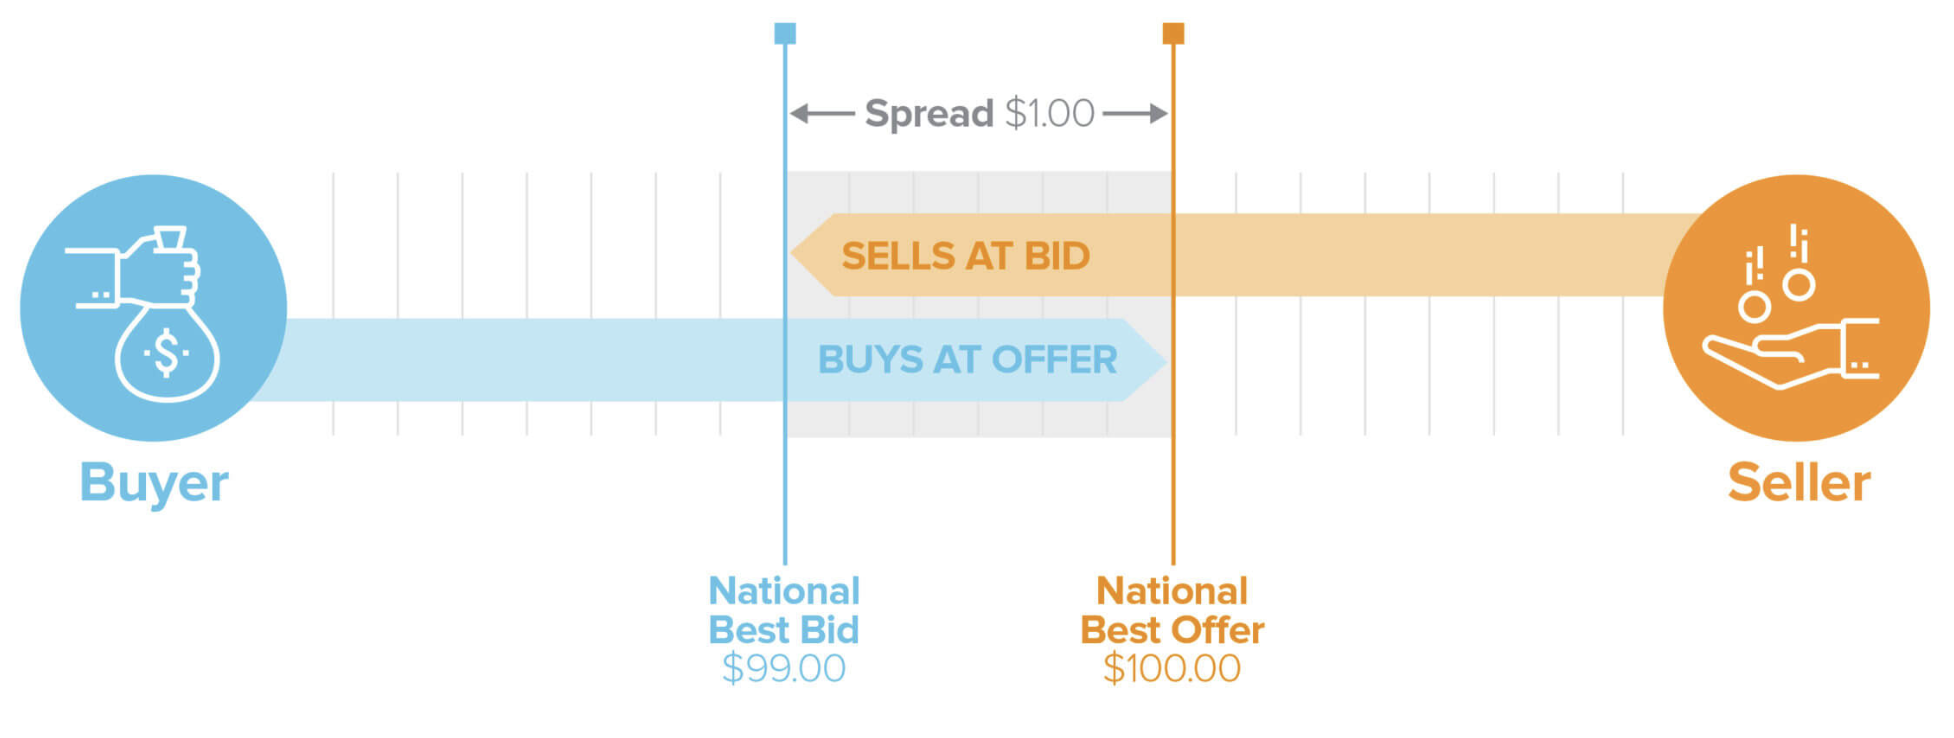 Spread $1.00
SELLS AT BID
BUYS AT OFFER
Buyer
Seller
National
Best Bid
$99.00
National
Best Offer
$100.00